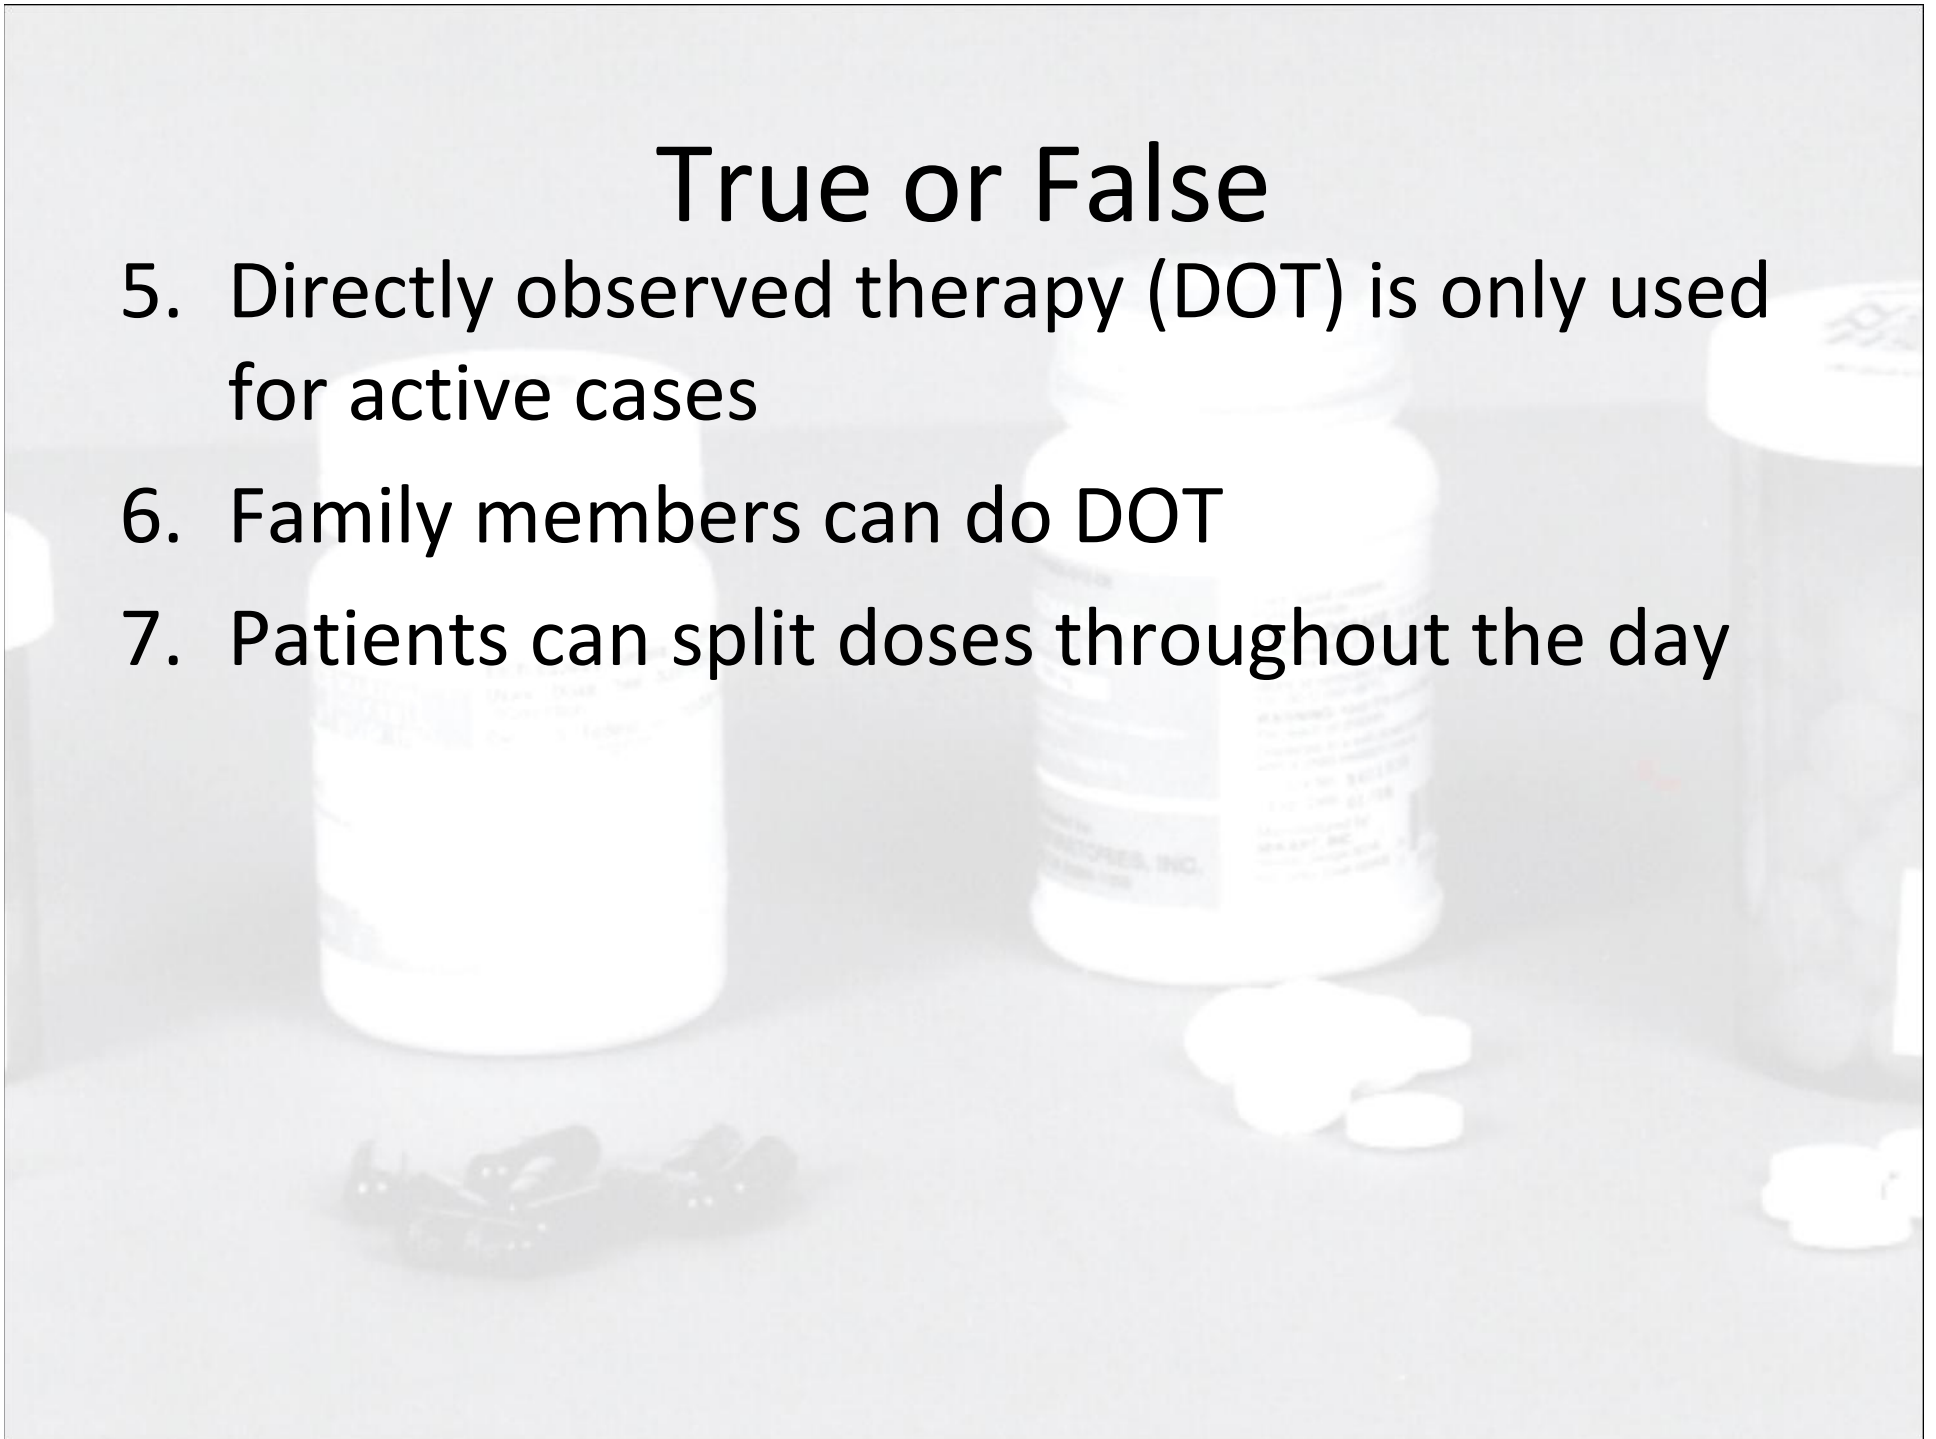 True or False
5. Directly observed therapy (DOT) is only used
for active cases
6. Family members can do DOT
7. Patients can split doses throughout the day